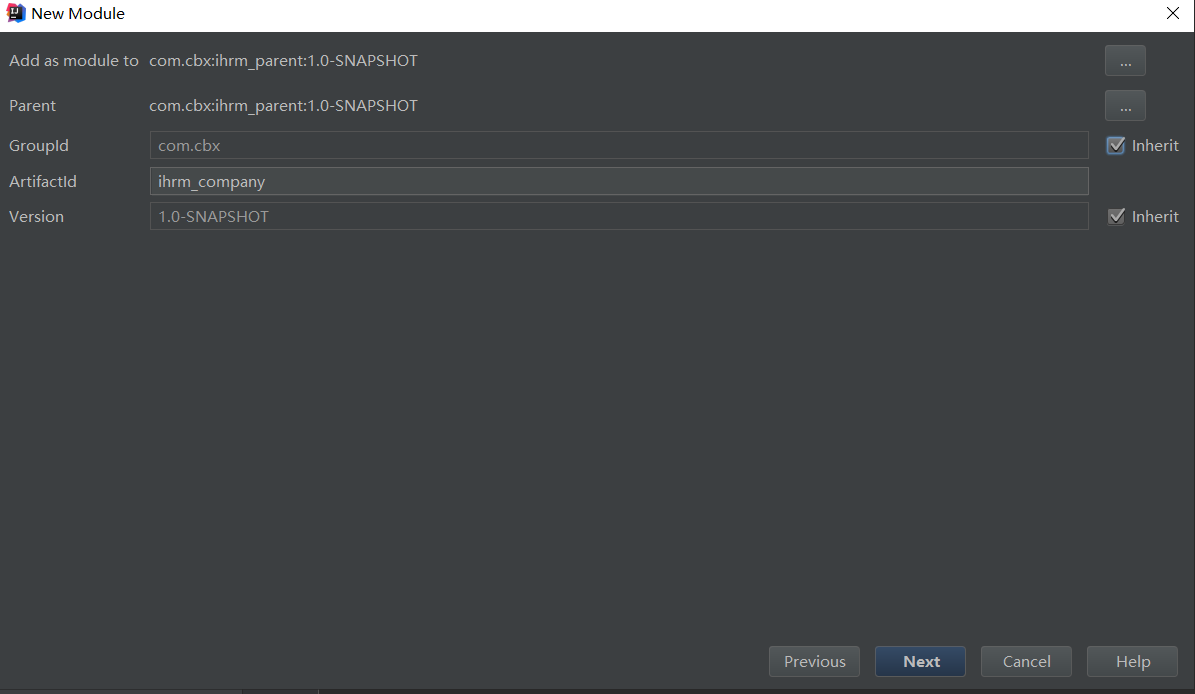 New Module
Add as module to com.cbx:ihrm_parent:1.0-SNAPSHOT ...
Parent com.cbx:ihrm_parent:1.0-SNAPSHOT ...
GroupId com.cbx Inherit
ArtifactId ihrm_company
Version 1.0-SNAPSHOT Inherit
Previous Next Cancel Help